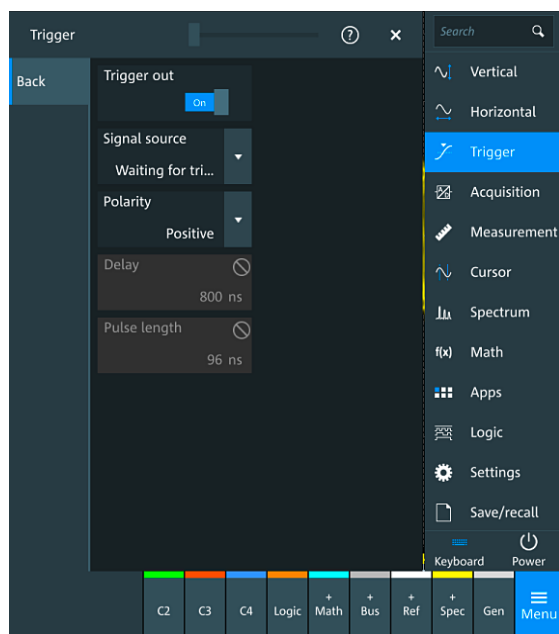 Trigger
Back
Trigger out
On
Signal source
Waiting for tri...
Polarity
Positive
Delay
800 ns
Pulse length
96 ns
Search
Vertical
Horizontal
Trigger
Acquisition
Measurement
Cursor
Spectrum
f(x) Math
Apps
Logic
Settings
Save/recall
Keyboard
Power
C2
C3
C4
Logic
+ Math
+ Bus
+ Ref
+ Spec
Gen
Menu